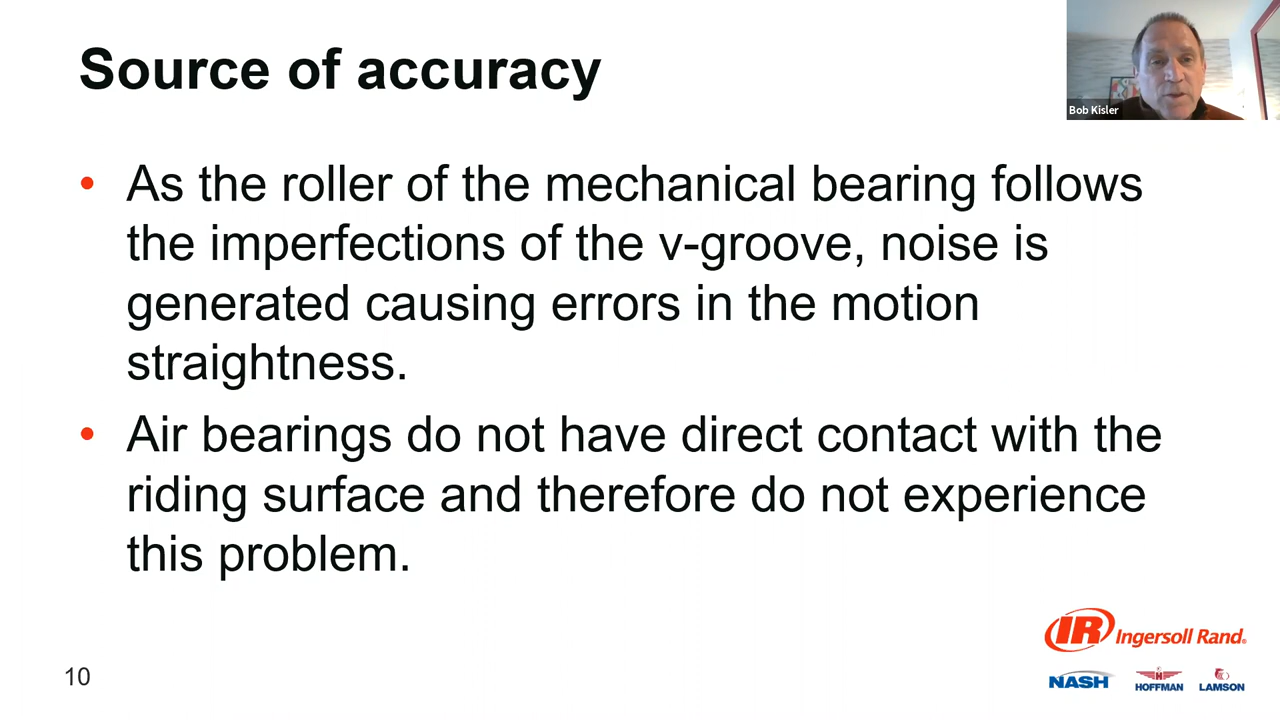 Source of accuracy
Bob Kisler
• As the roller of the mechanical bearing follows
the imperfections of the v-groove, noise is
generated causing errors in the motion
straightness.
• Air bearings do not have direct contact with the
riding surface and therefore do not experience
this problem.
IR Ingersoll Rand®
NASH HOFFMAN LAMSON
10